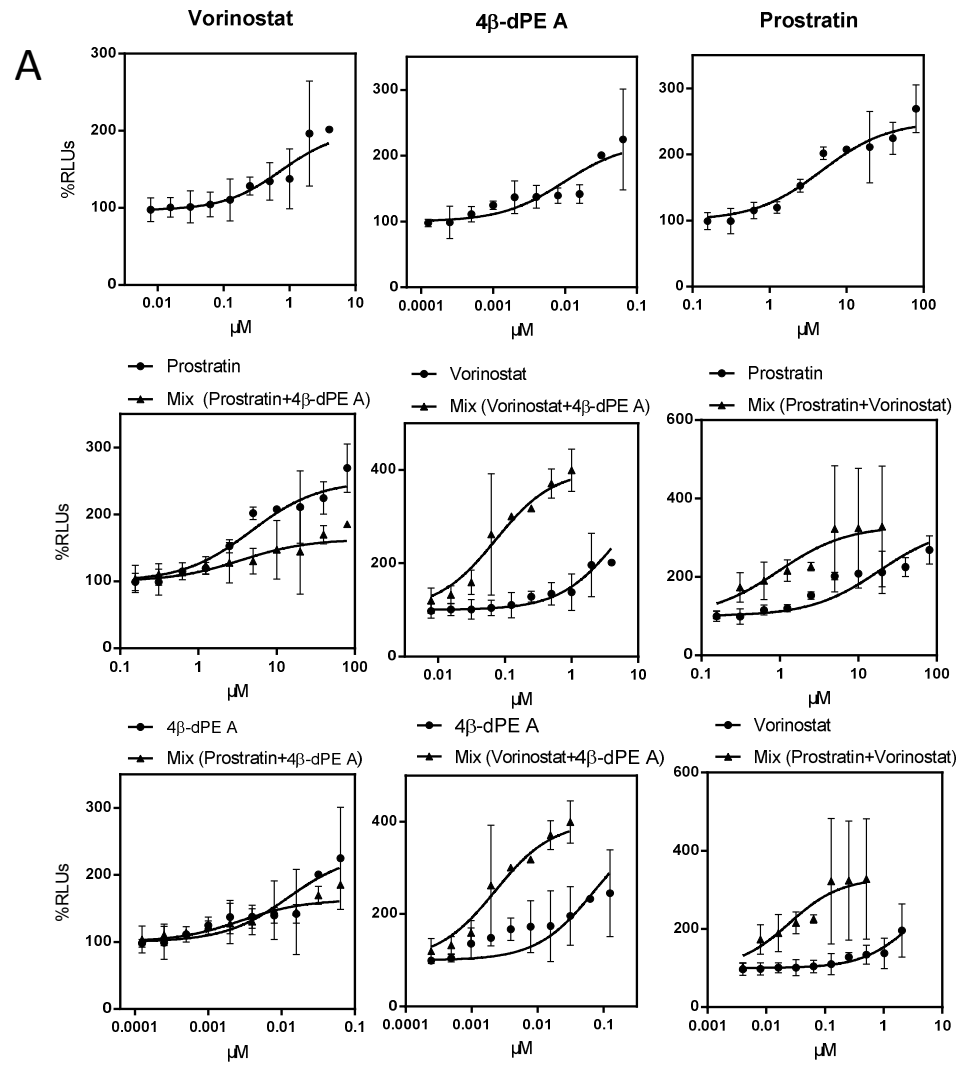 Vorinostat
4β-dPE A
Prostratin
A
300
200
100
0
%RLUs
0.01
0.1
1
10
µM
300
200
100
0
0.0001
0.001
0.01
0.1
µM
300
200
100
0
0.1
1
10
100
µM
Prostratin
Mix (Prostratin+4β-dPE A)
300
200
100
0
%RLUs
0.1
1
10
100
µM
Vorinostat
Mix (Vorinostat+4β-dPE A)
400
200
0
0.01
0.1
1
10
µM
Prostratin
Mix (Prostratin+Vorinostat)
600
400
200
0
0.1
1
10
100
µM
4β-dPE A
Mix (Prostratin+4β-dPE A)
300
200
100
0
%RLUs
0.0001
0.001
0.01
0.1
µM
4β-dPE A
Mix (Vorinostat+4β-dPE A)
400
200
0
0.0001
0.001
0.01
0.1
µM
Vorinostat
Mix (Prostratin+Vorinostat)
600
400
200
0
0.001
0.01
0.1
1
10
µM